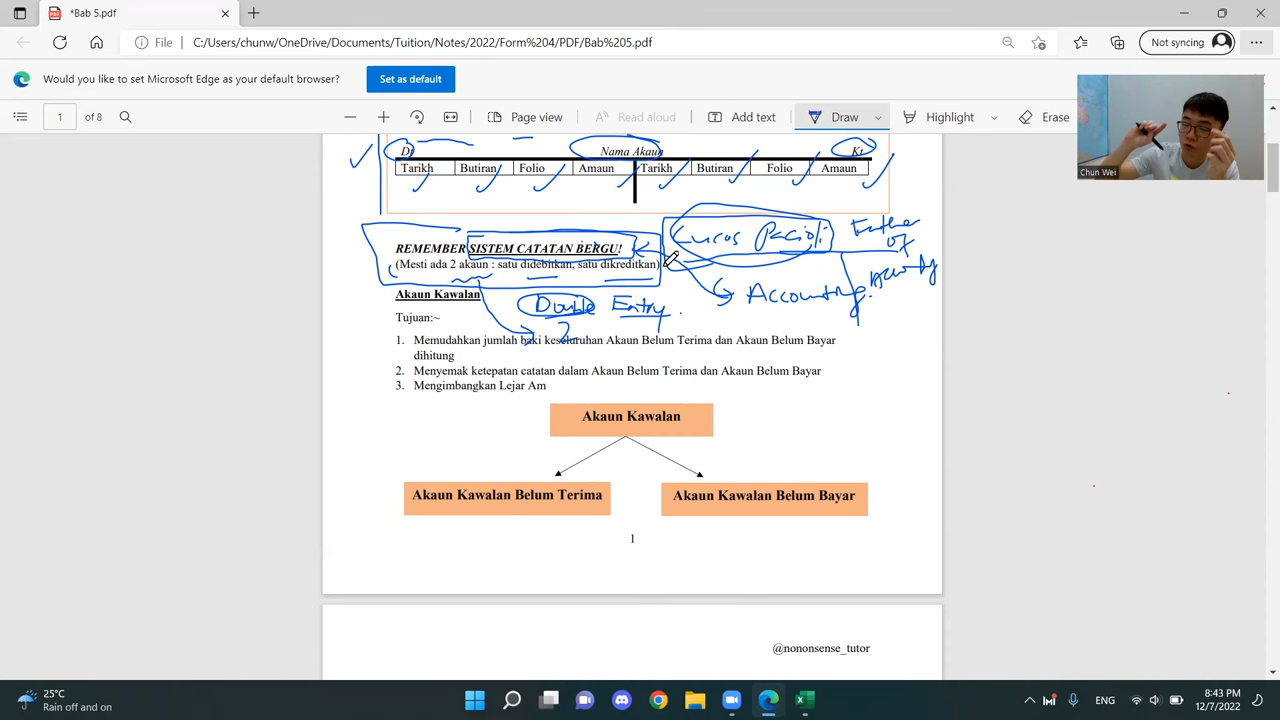 *Bab 5.pdf
File
C:/Users/chunw/OneDrive/Documents/Tuition/Notes/2022/Form%204/PDF/Bab%205.pdf
Not syncing
Would you like to set Microsoft Edge as your default browser?
Set as default
1
of 8
Page view
Read aloud
Add text
Draw
Highlight
Erase
Chun Wei
Dt Nama Akaun Kt
Tarikh Butiran Folio Amaun Tarikh Butiran Folio Amaun
Lucas Pacioli
Father
of
Accounting
REMEMBER SISTEM CATATAN BERGU!
(Mesti ada 2 akaun : satu didebitkan, satu dikreditkan)
Akaun Kawalan
Double Entry.
2
Accounting.
Tujuan:~
1. Memudahkan jumlah baki keseluruhan Akaun Belum Terima dan Akaun Belum Bayar
dihitung
2. Menyemak ketepatan catatan dalam Akaun Belum Terima dan Akaun Belum Bayar
3. Mengimbangkan Lejar Am
Akaun Kawalan
Akaun Kawalan Belum Terima
Akaun Kawalan Belum Bayar
1
@nononsense_tutor
25°C
Rain off and on
ENG
8:43 PM
12/7/2022